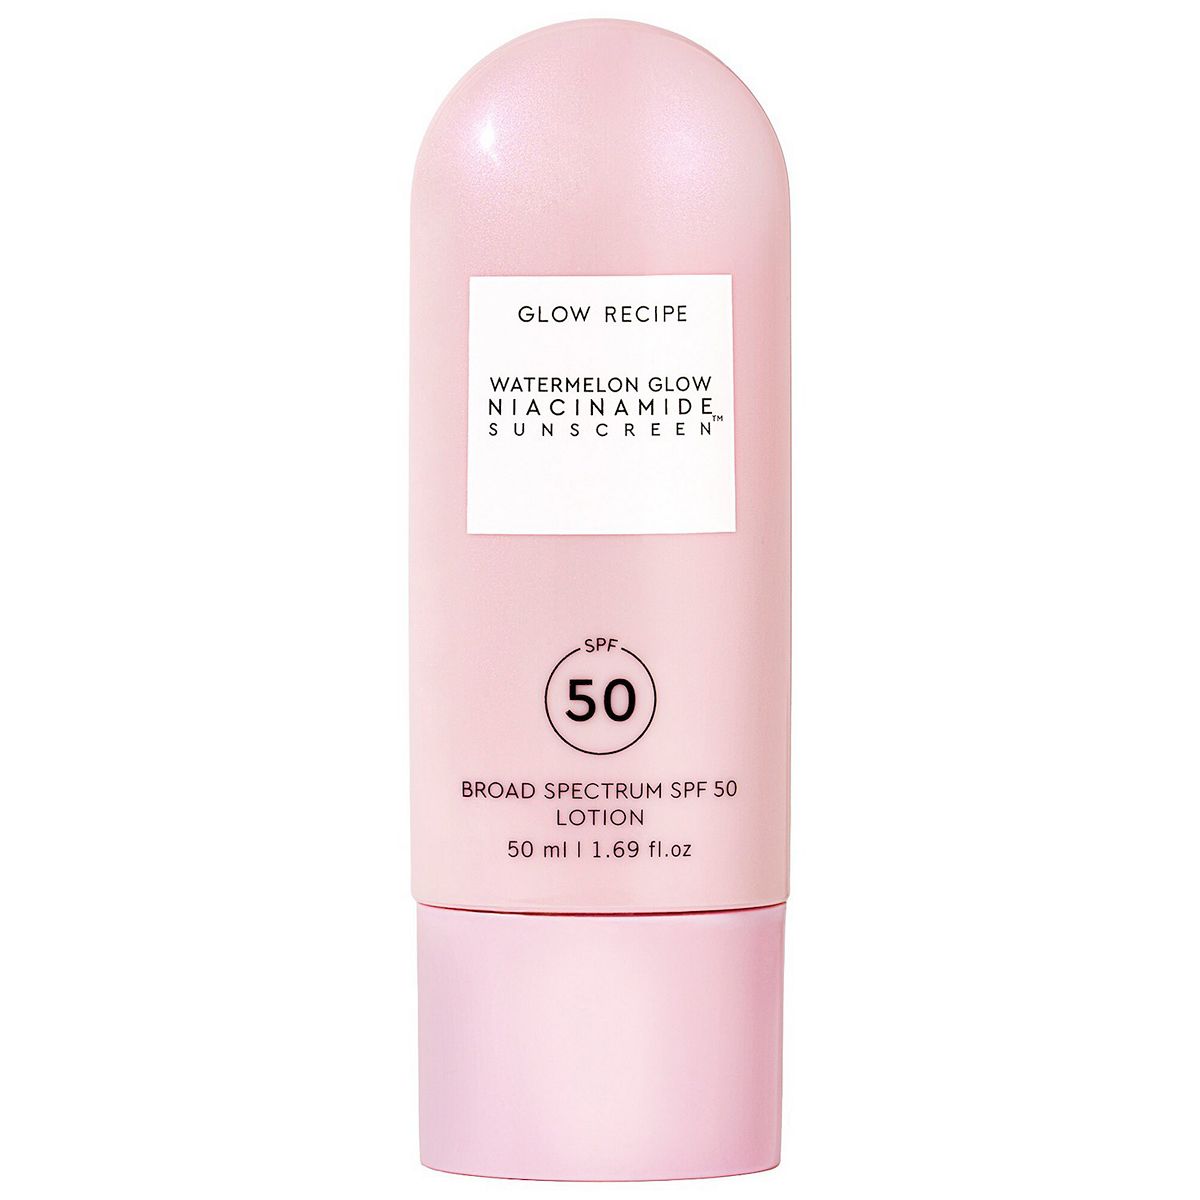 GLOW RECIPE
WATERMELON GLOW
NIACINAMIDE
SUNSCREEN™
SPF
50
BROAD SPECTRUM SPF 50
LOTION
50 ml | 1.69 fl.oz